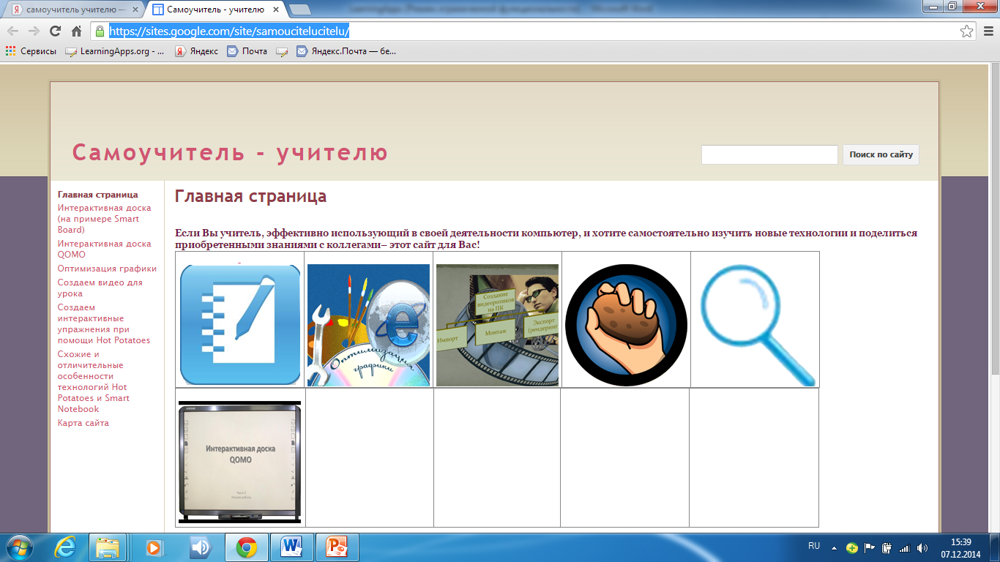 самоучитель учителю —
Самоучитель - учителю
https://sites.google.com/site/samoucitelucitelu/
Сервисы
LearningApps.org - ...
Яндекс
Почта
Яндекс.Почта — бе...
Самоучитель - учителю
Поиск по сайту
Главная страница
Интерактивная доска
(на примере Smart
Board)
Интерактивная доска
QOMO
Оптимизация графики
Создаем видео для
урока
Создаем
интерактивные
упражнения при
помощи Hot Potatoes
Схожие и
отличительные
особенности
технологий Hot
Potatoes и Smart
Notebook
Карта сайта
Главная страница
Если Вы учитель, эффективно использующий в своей деятельности компьютер, и хотите самостоятельно изучить новые технологии и поделиться
приобретенными знаниями с коллегами– этот сайт для Вас!
Оптимизация
графики
Создание
видеороликов
на ПК
Импорт
Монтаж
Экспорт
(рендеринг)
Интерактивная доска
QOMO
RU
15:39
07.12.2014